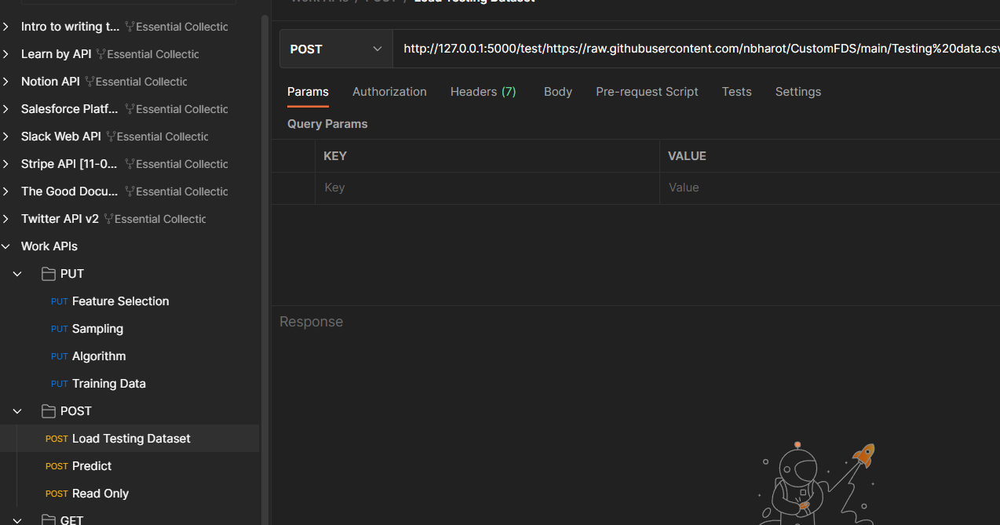 Work APIs / POST / Load Testing Dataset
Intro to writing t... Essential Collectic
Learn by API Essential Collectic
Notion API Essential Collectic
Salesforce Platf... Essential Collectic
Slack Web API Essential Collectic
Stripe API [11-0... Essential Collectic
The Good Docu... Essential Collectic
Twitter API v2 Essential Collectic
Work APIs
PUT
PUT Feature Selection
PUT Sampling
PUT Algorithm
PUT Training Data
POST
POST Load Testing Dataset
POST Predict
POST Read Only
GET
POST http://127.0.0.1:5000/test/https://raw.githubusercontent.com/nbharot/CustomFDS/main/Testing%20data.csv
Params Authorization Headers (7) Body Pre-request Script Tests Settings
Query Params
KEY VALUE
Key Value
Response